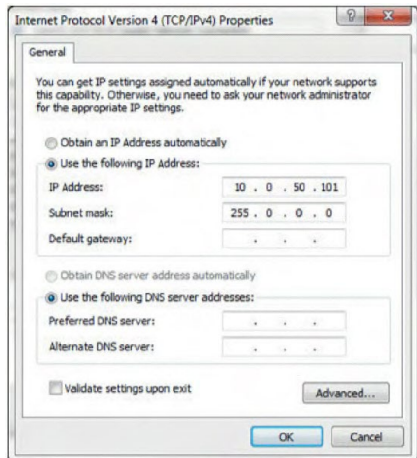 Internet Protocol Version 4 (TCP/IPv4) Properties
General
You can get IP settings assigned automatically if your network supports
this capability. Otherwise, you need to ask your network administrator
for the appropriate IP settings.
Obtain an IP Address automatically
Use the following IP Address:
IP Address: 10 . 0 . 50 . 101
Subnet mask: 255 . 0 . 0 . 0
Default gateway: . . .
Obtain DNS server address automatically
Use the following DNS server addresses:
Preferred DNS server: . . .
Alternate DNS server: . . .
Validate settings upon exit
Advanced...
OK Cancel